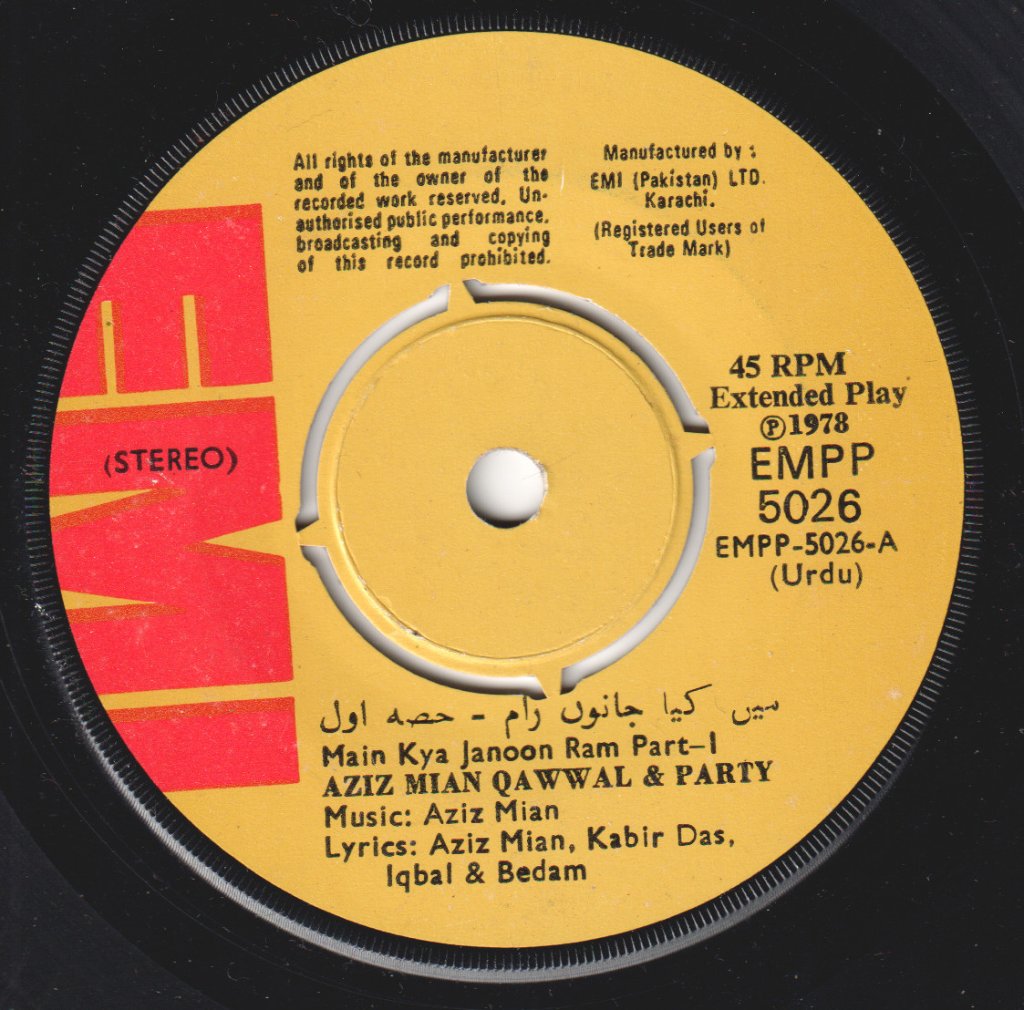 All rights of the manufacturer
and of the owner of the
recorded work reserved. Un-
authorised public performance.
broadcasting and copying
of this record prohibited.
Manufactured by :
EMI (Pakistan) LTD.
Karachi.
(Registered Users of
Trade Mark)
EMI
(STEREO)
45 RPM
Extended Play
℗1978
EMPP
5026
EMPP-5026-A
(Urdu)
میں کیا جانوں رام - حصہ اول
Main Kya Janoon Ram Part-I
AZIZ MIAN QAWWAL & PARTY
Music: Aziz Mian
Lyrics: Aziz Mian, Kabir Das,
Iqbal & Bedam